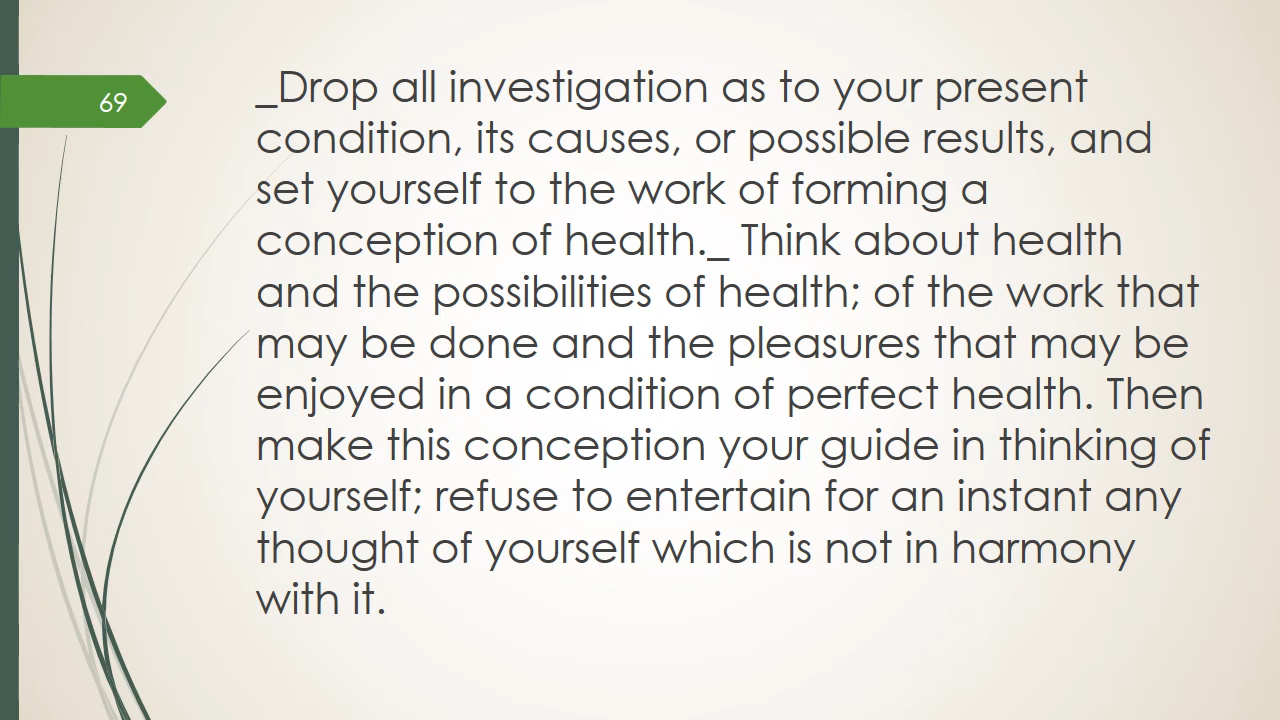 69
_Drop all investigation as to your present
condition, its causes, or possible results, and
set yourself to the work of forming a
conception of health._ Think about health
and the possibilities of health; of the work that
may be done and the pleasures that may be
enjoyed in a condition of perfect health. Then
make this conception your guide in thinking of
yourself; refuse to entertain for an instant any
thought of yourself which is not in harmony
with it.